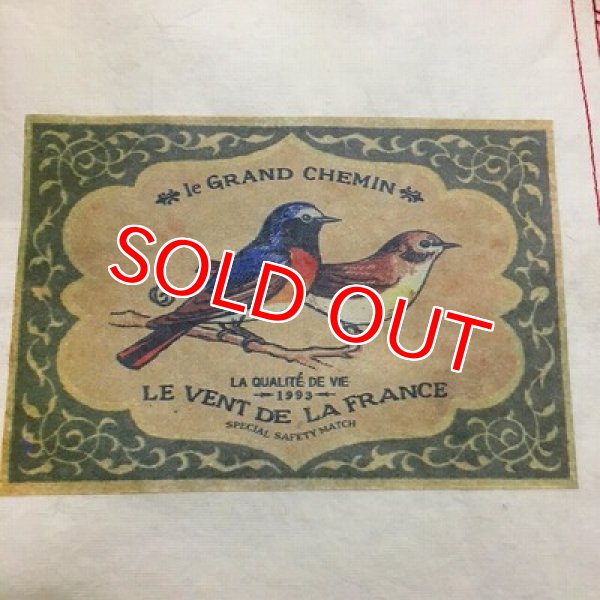 le GRAND CHEMIN
SOLD OUT
LA QUALITÉ DE VIE
1993
LE VENT DE LA FRANCE
SPECIAL SAFETY MATCH